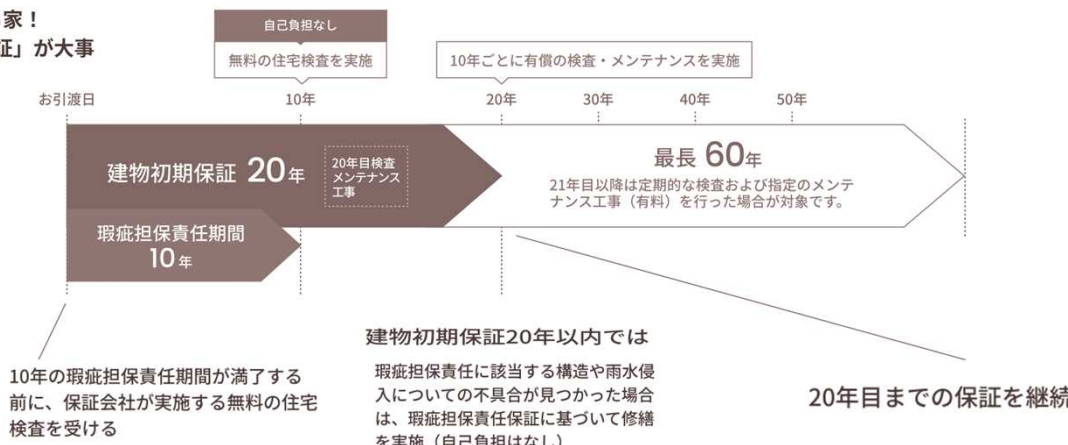 家！
証」が大事
自己負担なし
無料の住宅検査を実施
10年ごとに有償の検査・メンテナンスを実施
お引渡日
10年
20年
30年
40年
50年
建物初期保証 20年
20年目検査
メンテナンス
工事
最長 60年
21年目以降は定期的な検査および指定のメンテ
ナンス工事（有料）を行った場合が対象です。
瑕疵担保責任期間
10年
10年の瑕疵担保責任期間が満了する
前に、保証会社が実施する無料の住宅
検査を受ける
建物初期保証20年以内では
瑕疵担保責任に該当する構造や雨水侵
入についての不具合が見つかった場合
は、瑕疵担保責任保証に基づいて修繕
を実施（自己負担はなし）
20年目までの保証を継続